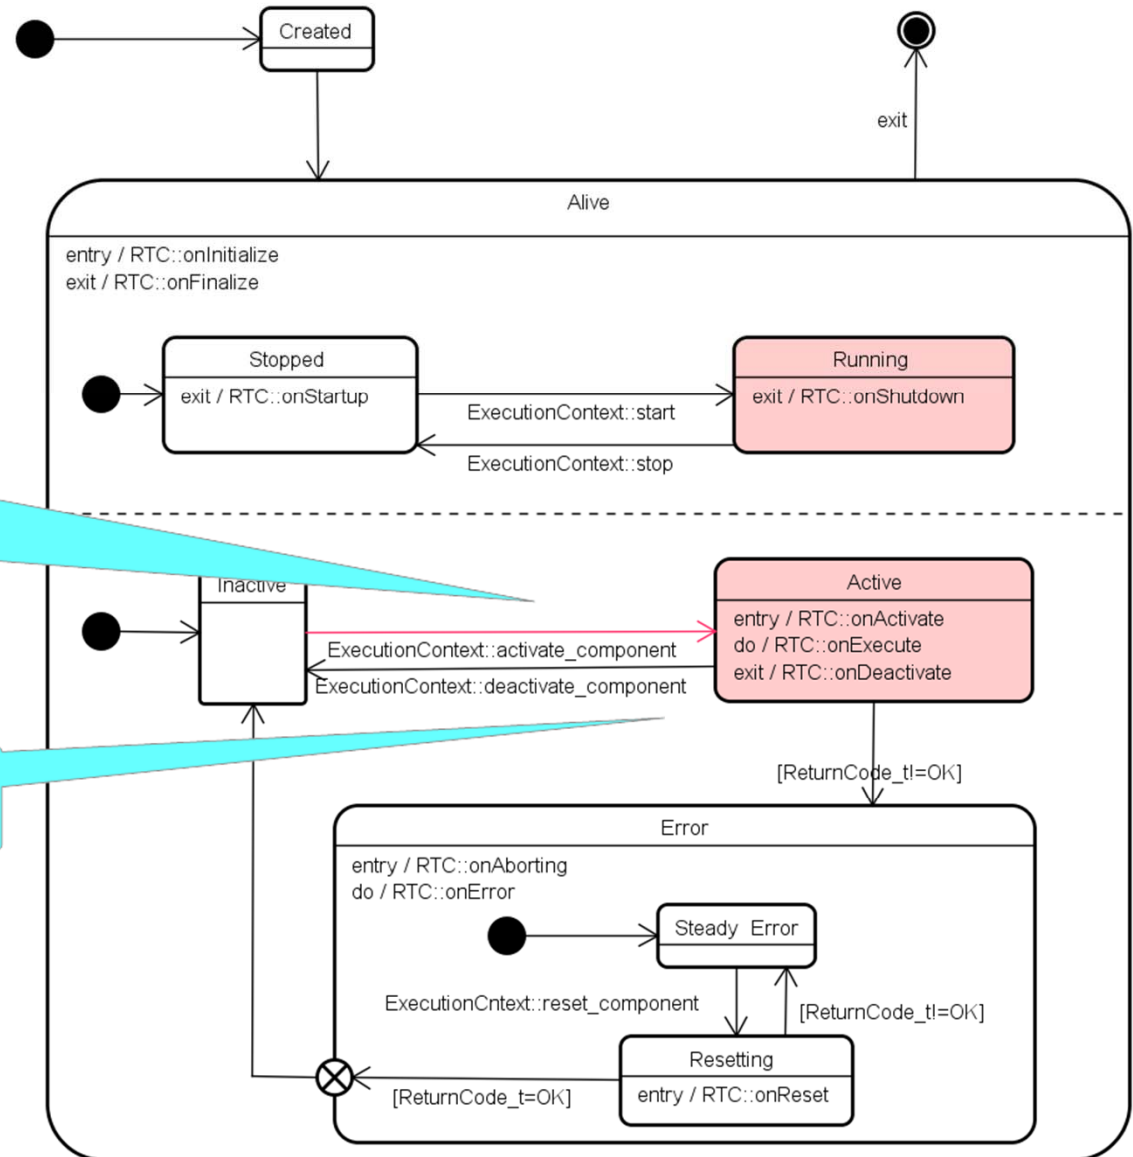 Created
exit
Alive
entry / RTC::onInitialize
exit / RTC::onFinalize
Stopped
exit / RTC::onStartup
Running
exit / RTC::onShutdown
ExecutionContext::start
ExecutionContext::stop
Inactive
Active
entry / RTC::onActivate
do / RTC::onExecute
exit / RTC::onDeactivate
ExecutionContext::activate_component
ExecutionContext::deactivate_component
[ReturnCode_t!=OK]
Error
entry / RTC::onAborting
do / RTC::onError
Steady Error
ExecutionCntext::reset_component
[ReturnCode_t!=OK]
Resetting
entry / RTC::onReset
[ReturnCode_t=OK]